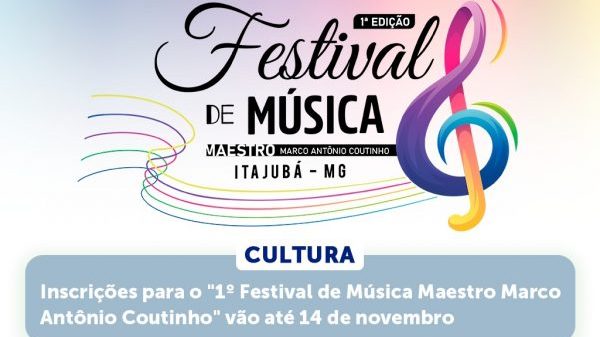 1ª EDIÇÃO
Festival
DE MÚSICA
MAESTRO MARCO ANTÔNIO COUTINHO
ITAJUBÁ - MG
CULTURA
Inscrições para o "1º Festival de Música Maestro Marco
Antônio Coutinho" vão até 14 de novembro